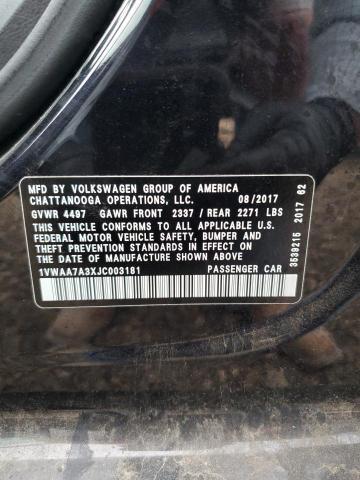 MFD BY VOLKSWAGEN GROUP OF AMERICA
CHATTANOOGA OPERATIONS, LLC. 08/2017
GVWR 4497 GAWR FRONT 2337 / REAR 2271 LBS
THIS VEHICLE CONFORMS TO ALL APPLICABLE U.S.
FEDERAL MOTOR VEHICLE SAFETY, BUMPER AND
THEFT PREVENTION STANDARDS IN EFFECT ON
THE DATE OF MANUFACTURE SHOWN ABOVE.
1VWAA7A3XJC003181 PASSENGER CAR
3539216 2017 62